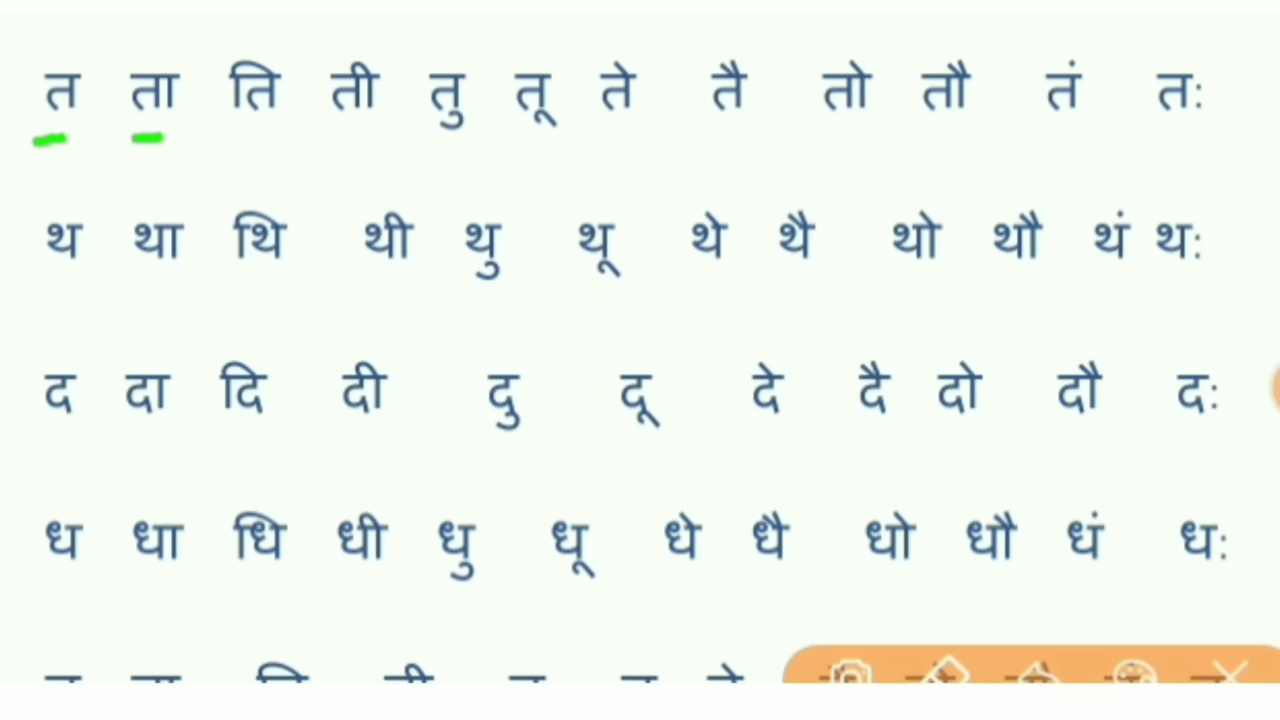 त ता ति ती तु तू ते तै तो तौ तं तः
थ था थि थी थु थू थे थै थो थौ थं थः
द दा दि दी दु दू दे दै दो दौ दः
ध धा धि धी धु धू धे धै धो धौ धं धः